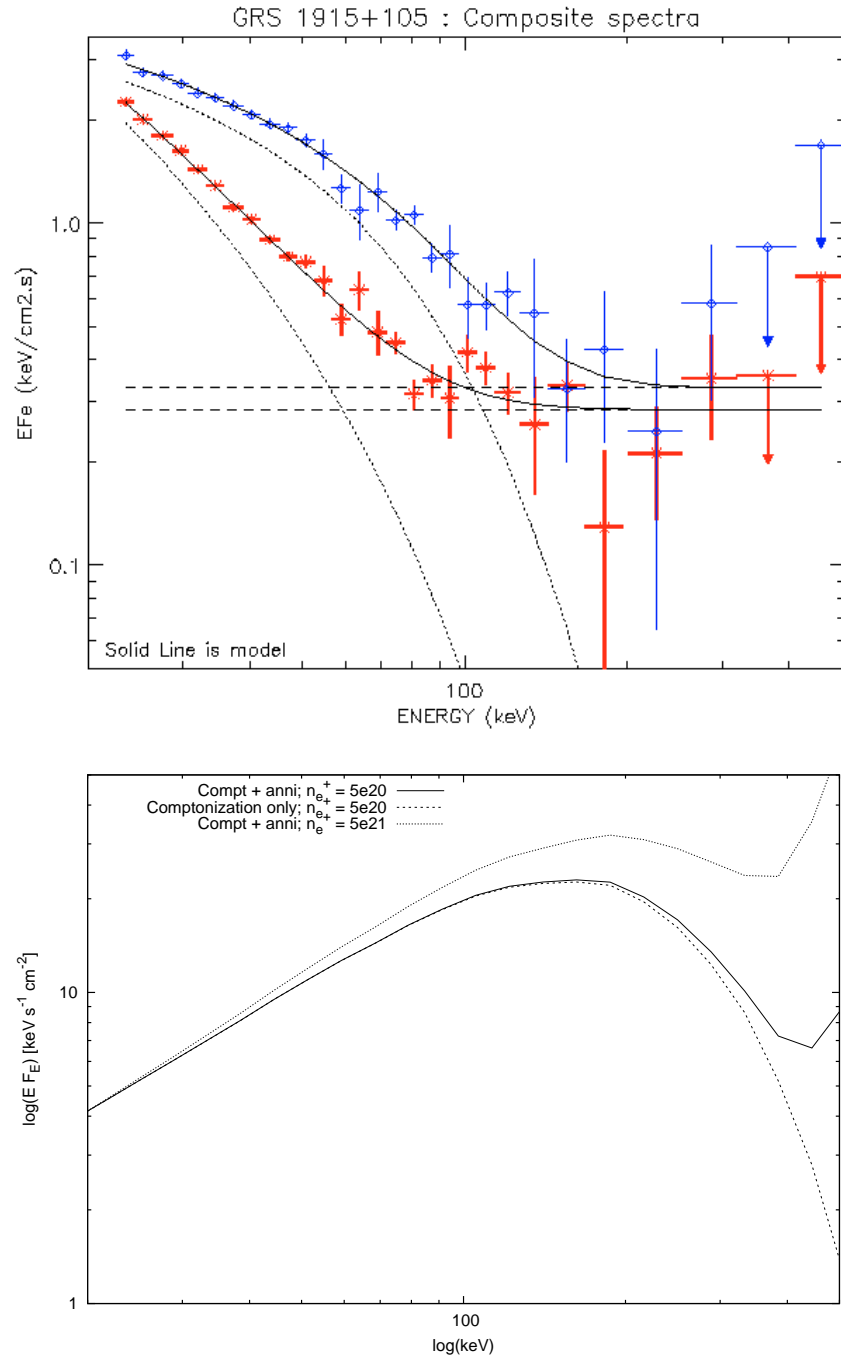 GRS 1915+105 : Composite spectra
EFe (keV/cm2.s)
1.0
0.1
Solid Line is model
100
ENERGY (keV)
Compt + anni; n_e^+ = 5e20
Comptonization only; n_e^+ = 5e20
Compt + anni; n_e^+ = 5e21
log(E F_E) [keV s^-1 cm^-2]
10
1
100
log(keV)